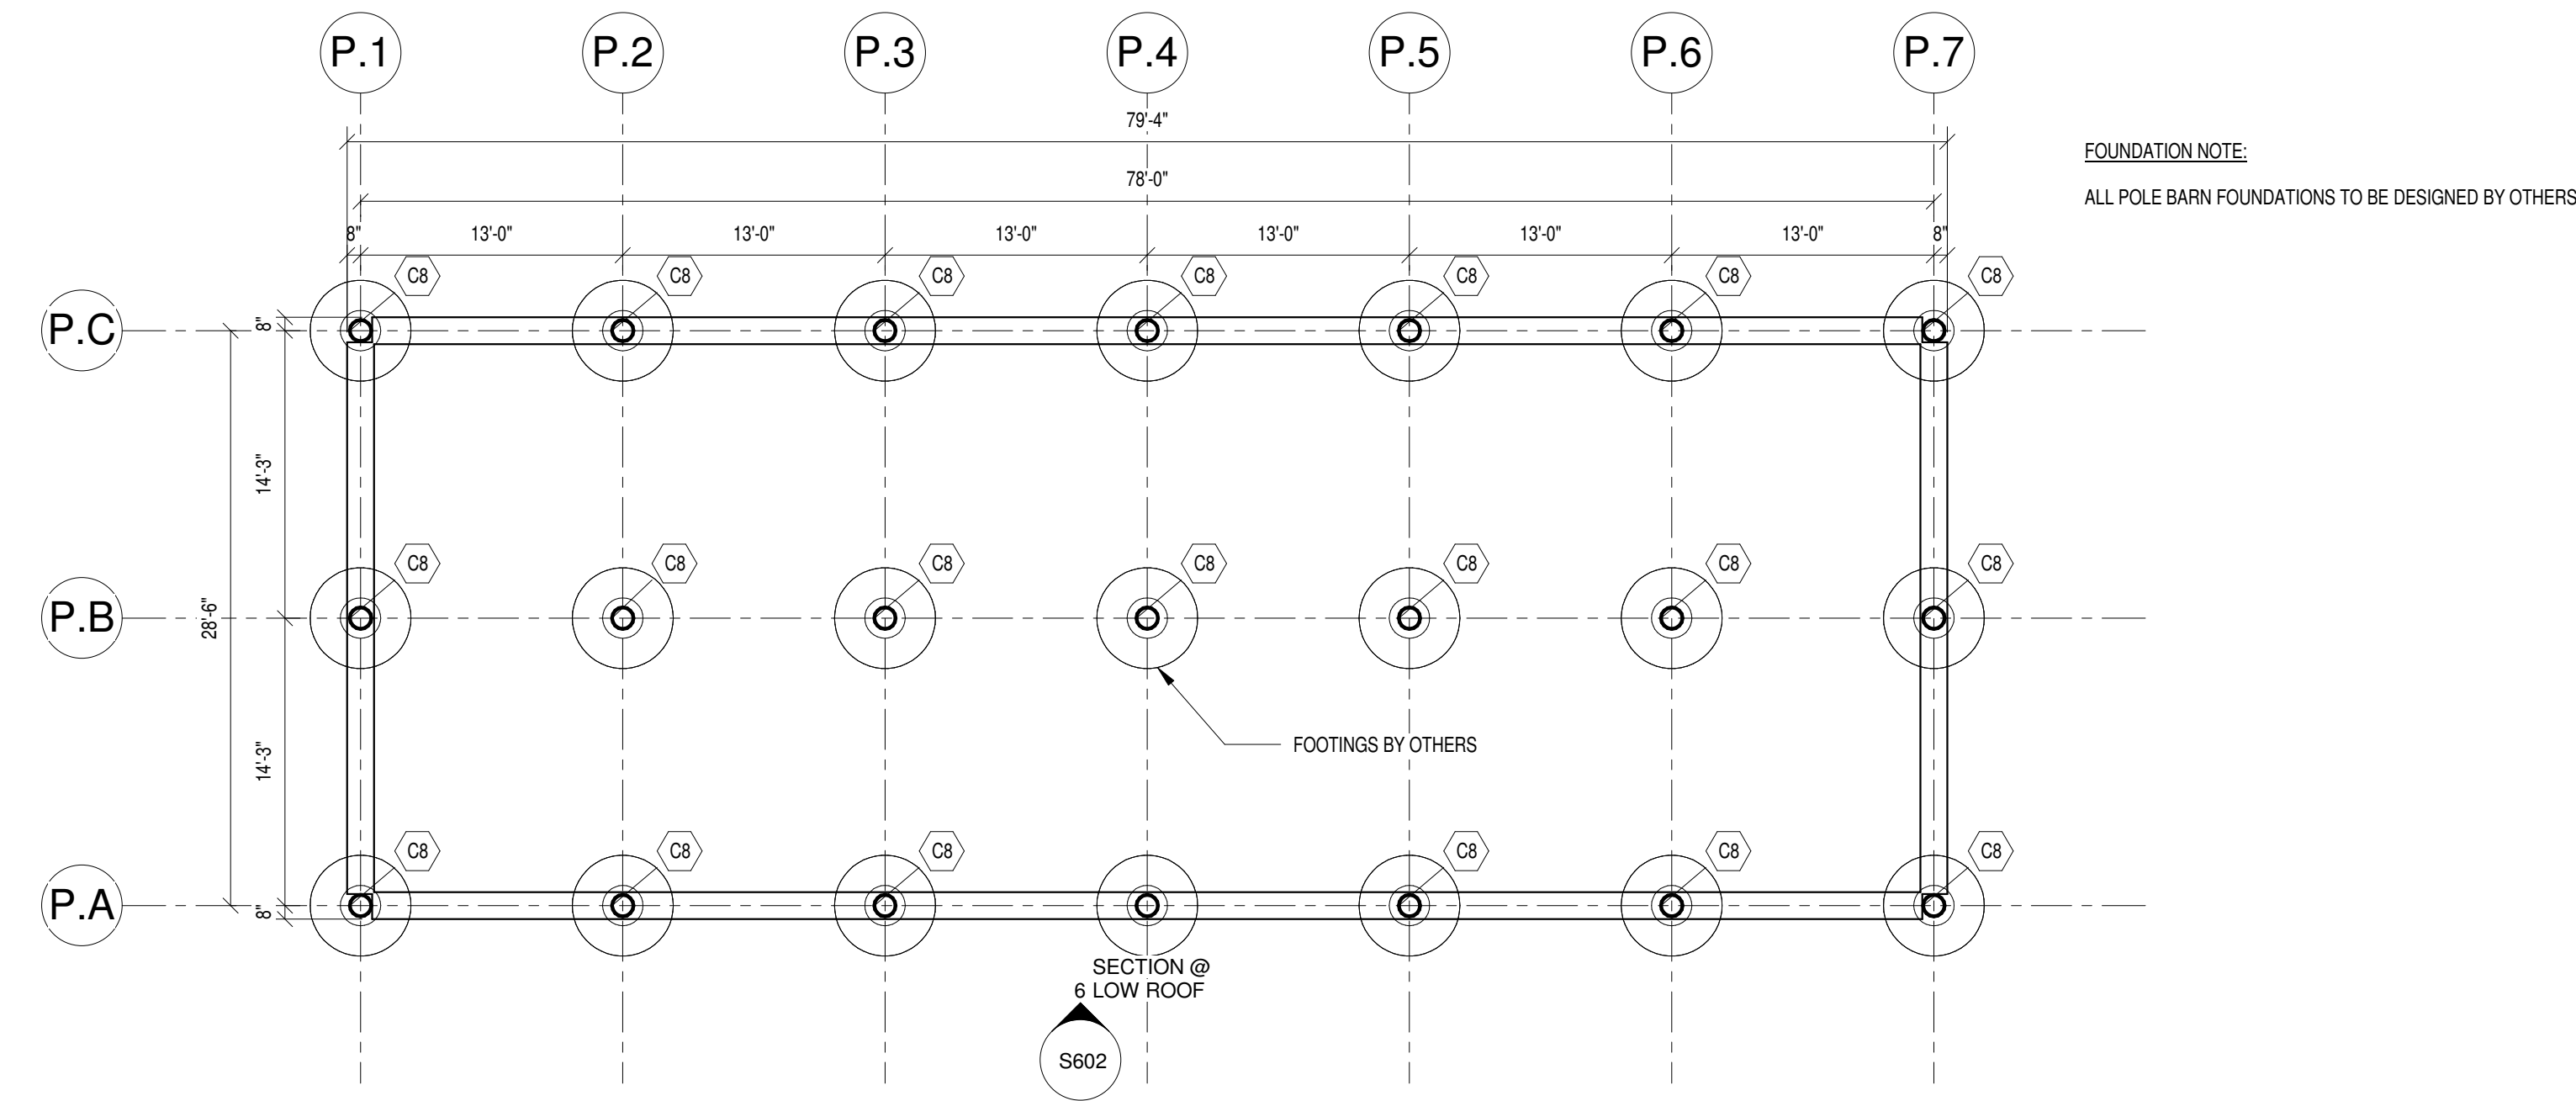 P.1 P.2 P.3 P.4 P.5 P.6 P.7
79'-4"
78'-0"
8" 13'-0" 13'-0" 13'-0" 13'-0" 13'-0" 13'-0" 8"
FOUNDATION NOTE:
ALL POLE BARN FOUNDATIONS TO BE DESIGNED BY OTHERS
C8 C8 C8 C8 C8 C8 C8
P.C
8"
14'-3"
C8 C8 C8 C8 C8 C8 C8
P.B
28'-6"
FOOTINGS BY OTHERS
14'-3"
C8 C8 C8 C8 C8 C8
P.A
8"
SECTION @
6 LOW ROOF
S602